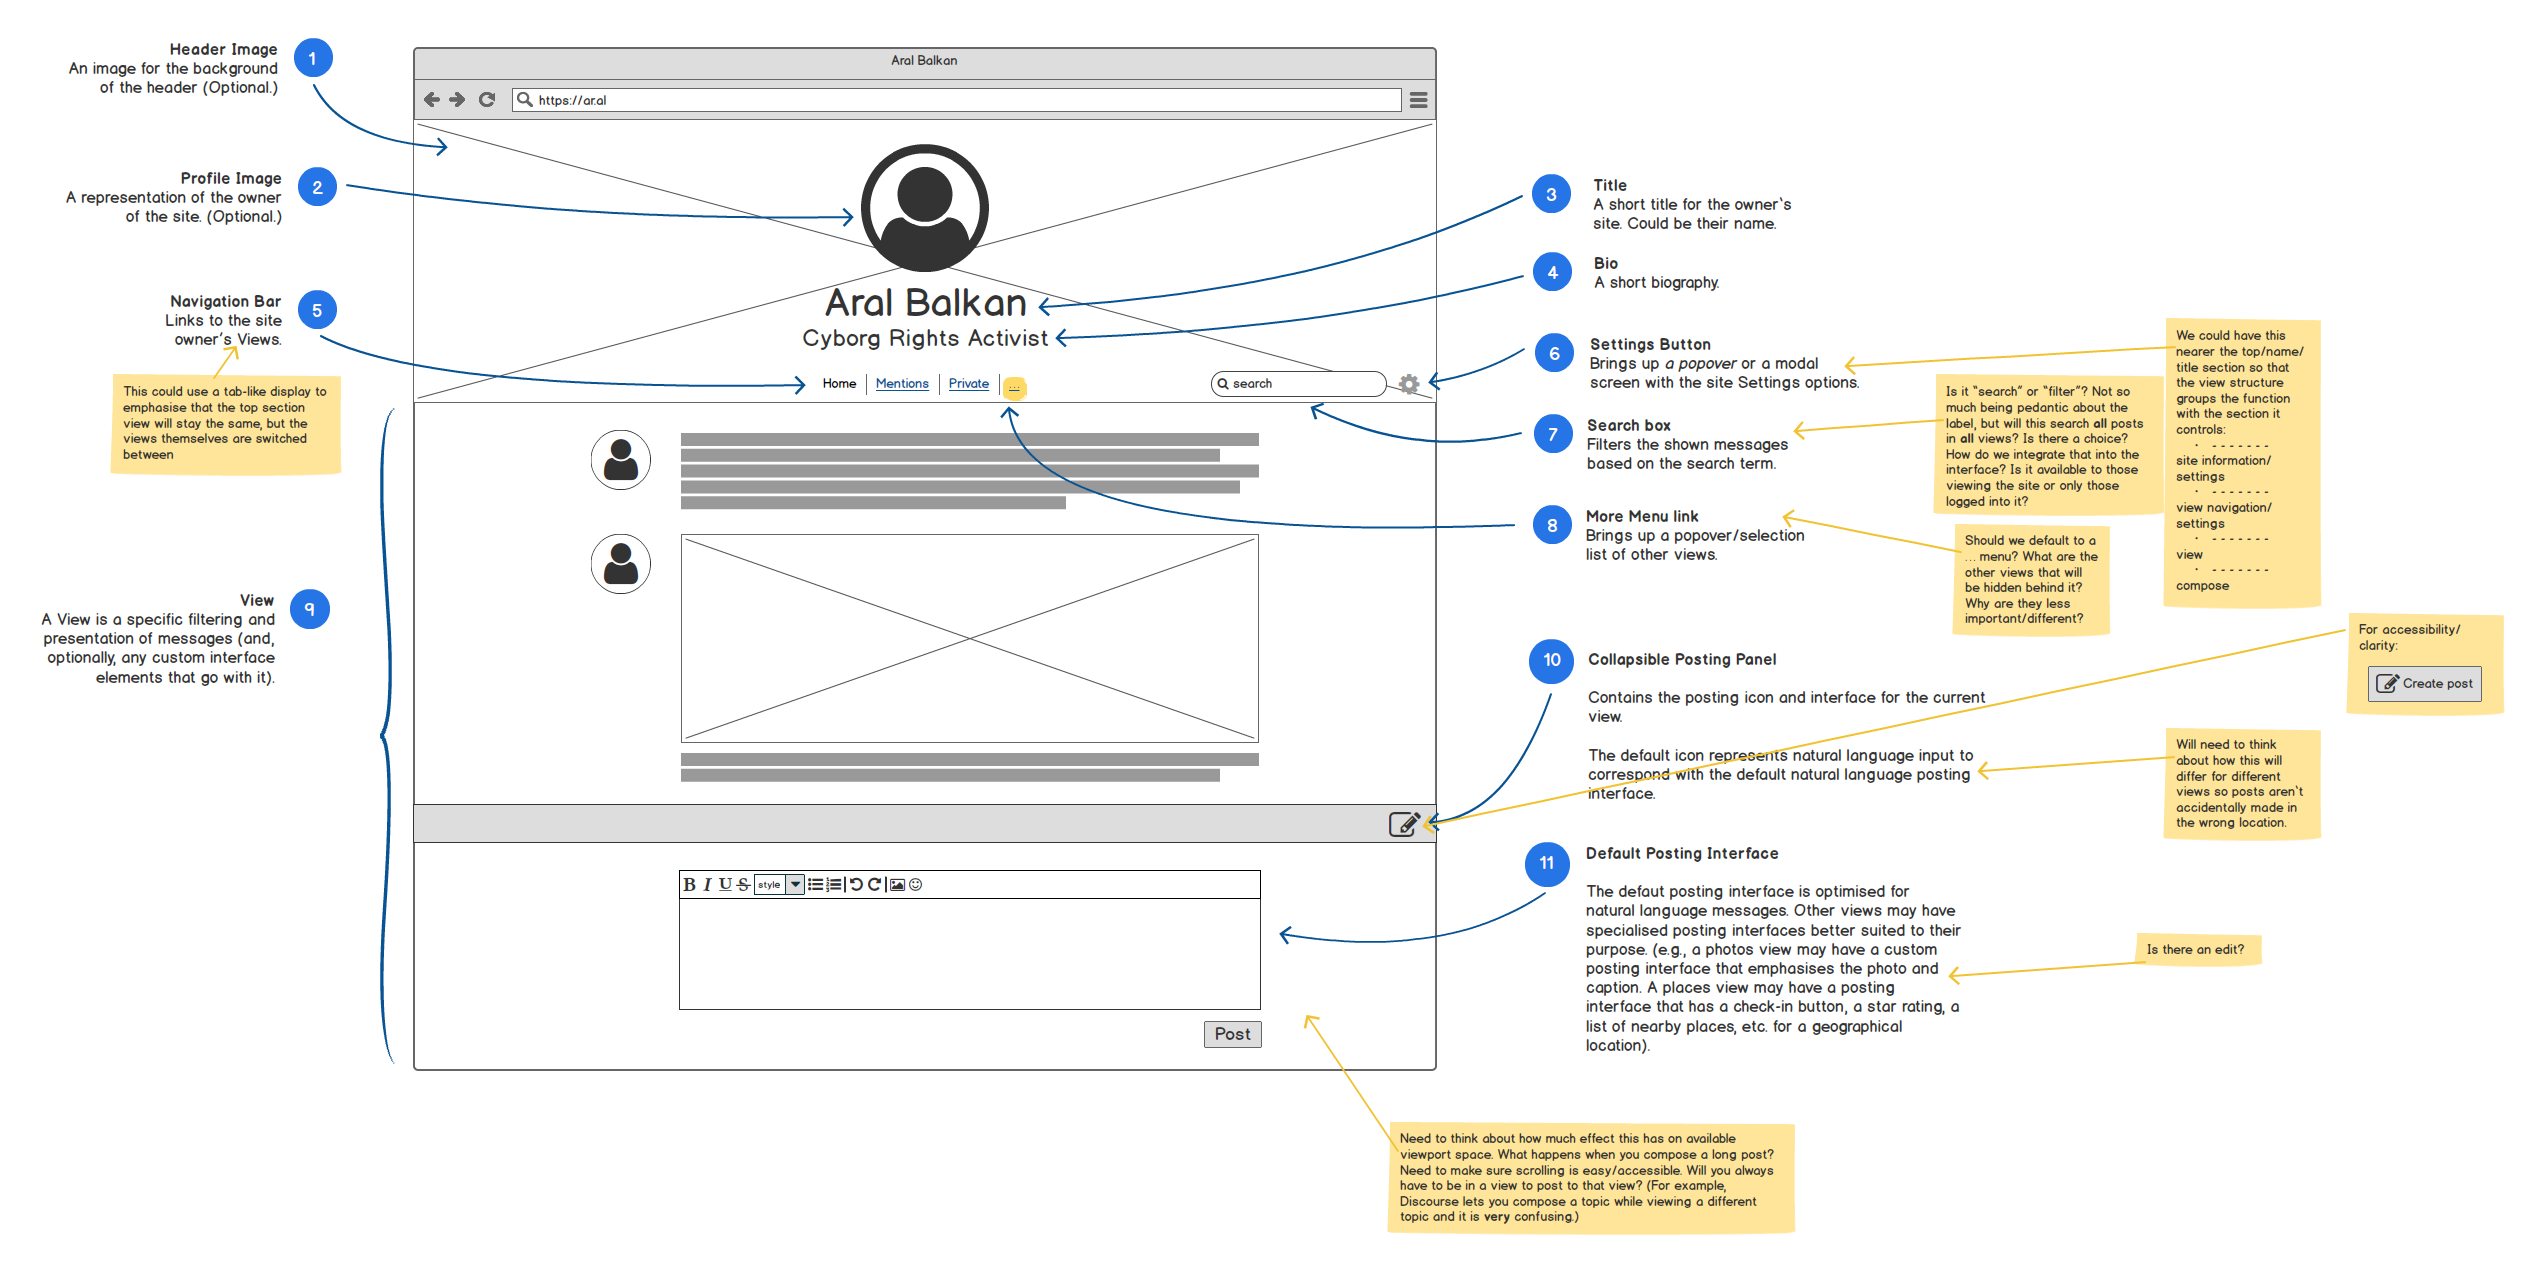 Header Image
An image for the background
of the header (Optional.)
1
Profile Image
A representation of the owner
of the site. (Optional.)
2
Navigation Bar
Links to the site
owner's Views.
5
This could use a tab-like display to
emphasise that the top section
view will stay the same, but the
views themselves are switched
between
View
A View is a specific filtering and
presentation of messages (and,
optionally, any custom interface
elements that go with it).
9
Aral Balkan
https://ar.al
Aral Balkan
Cyborg Rights Activist
Home Mentions Private ...
search
B I U S style
Post
3
Title
A short title for the owner`s
site. Could be their name.
4
Bio
A short biography.
6
Settings Button
Brings up a popover or a modal
screen with the site Settings options.
7
Search box
Filters the shown messages
based on the search term.
8
More Menu link
Brings up a popover/selection
list of other views.
10
Collapsible Posting Panel
Contains the posting icon and interface for the current
view.
The default icon represents natural language input to
correspond with the default natural language posting
interface.
11
Default Posting Interface
The defaut posting interface is optimised for
natural language messages. Other views may have
specialised posting interfaces better suited to their
purpose. (e.g., a photos view may have a custom
posting interface that emphasises the photo and
caption. A places view may have a posting
interface that has a check-in button, a star rating, a
list of nearby places, etc. for a geographical
location).
We could have this
nearer the top/name/
title section so that
the view structure
groups the function
with the section it
controls:
· - - - - - - -
site information/
settings
· - - - - - - -
view navigation/
settings
· - - - - - - -
view
· - - - - - - -
compose
Is it “search” or “filter”? Not so
much being pedantic about the
label, but will this search all posts
in all views? Is there a choice?
How do we integrate that into the
interface? Is it available to those
viewing the site or only those
logged into it?
Should we default to a
... menu? What are the
other views that will
be hidden behind it?
Why are they less
important/different?
For accessibility/
clarity:
Create post
Will need to think
about how this will
differ for different
views so posts aren`t
accidentally made in
the wrong location.
Is there an edit?
Need to think about how much effect this has on available
viewport space. What happens when you compose a long post?
Need to make sure scrolling is easy/accessible. Will you always
have to be in a view to post to that view? (For example,
Discourse lets you compose a topic while viewing a different
topic and it is very confusing.)